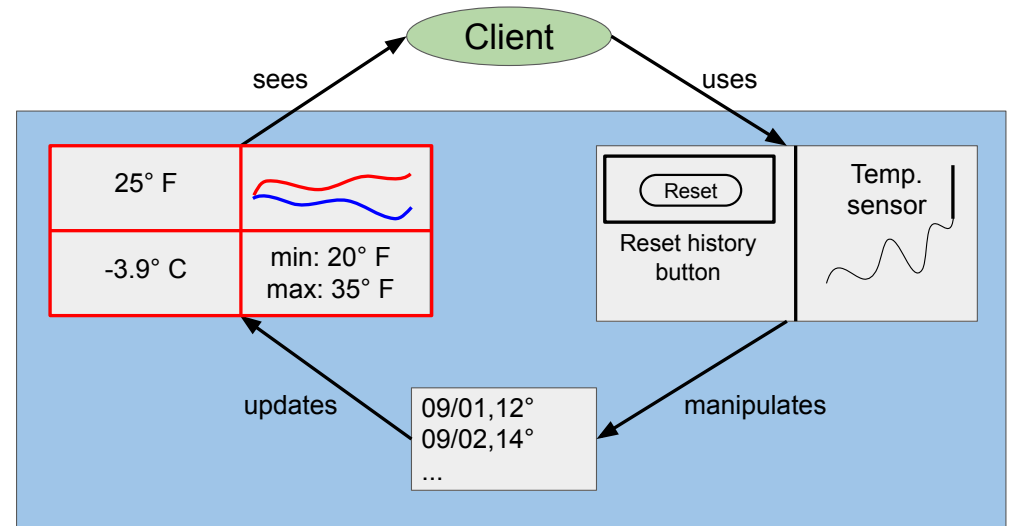 Client
sees
uses
25° F
-3.9° C
min: 20° F
max: 35° F
Reset
Reset history
button
Temp.
sensor
updates
manipulates
09/01,12°
09/02,14°
...